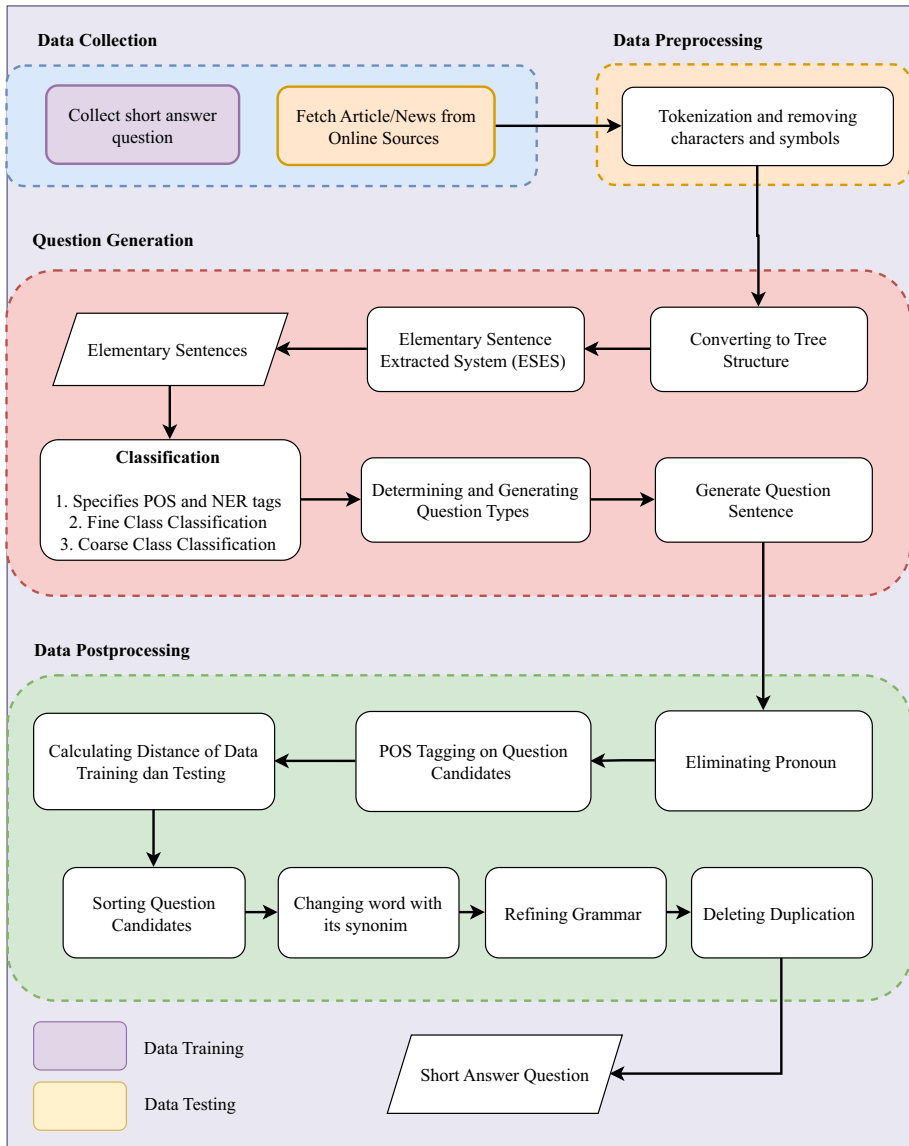 Data Collection
Data Preprocessing
Collect short answer
question
Fetch Article/News from
Online Sources
Tokenization and removing
characters and symbols
Question Generation
Elementary Sentences
Elementary Sentence
Extracted System (ESES)
Converting to Tree
Structure
Classification
1. Specifies POS and NER tags
2. Fine Class Classification
3. Coarse Class Classification
Determining and Generating
Question Types
Generate Question
Sentence
Data Postprocessing
Calculating Distance of Data
Training dan Testing
POS Tagging on Question
Candidates
Eliminating Pronoun
Sorting Question
Candidates
Changing word with
its synonim
Refining Grammar
Deleting Duplication
Data Training
Short Answer Question
Data Testing